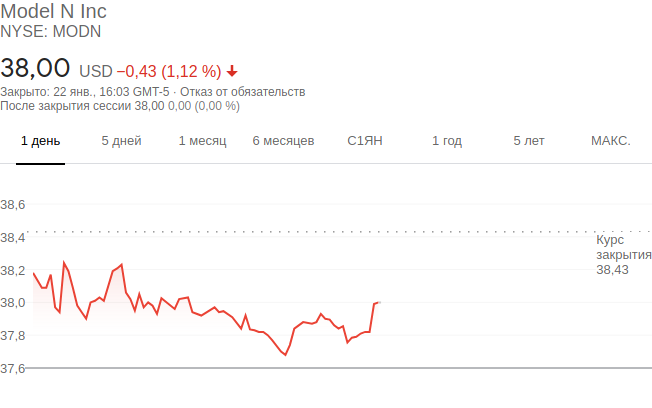 Model N Inc
NYSE: MODN
38,00 USD −0,43 (1,12 %)
Закрыто: 22 янв., 16:03 GMT-5 · Отказ от обязательств
После закрытия сессии 38,00 0,00 (0,00 %)
1 день 5 дней 1 месяц 6 месяцев С1ЯН 1 год 5 лет МАКС.
38,6
38,4
Курс
закрытия
38,43
38,2
38,0
37,8
37,6